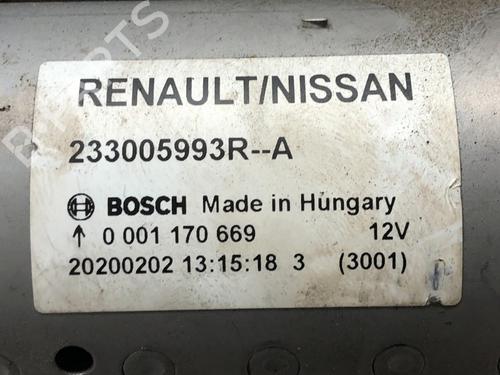 RENAULT/NISSAN
233005993R--A
BOSCH Made in Hungary
↑ 0 001 170 669 12V
20200202 13:15:18 3 (3001)